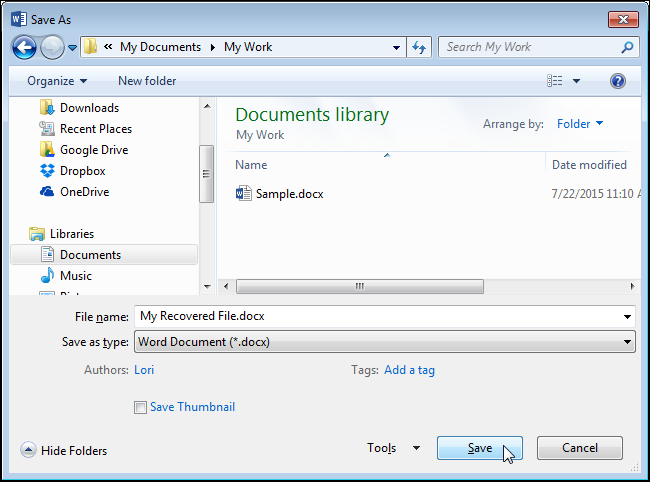 Save As
« My Documents My Work Search My Work
Organize New folder
Downloads
Recent Places
Google Drive
Dropbox
OneDrive
Libraries
Documents
Music
Documents library
My Work
Arrange by: Folder
Name Date modified
Sample.docx 7/22/2015 11:10
File name: My Recovered File.docx
Save as type: Word Document (*.docx)
Authors: Lori Tags: Add a tag
Save Thumbnail
Hide Folders Tools Save Cancel